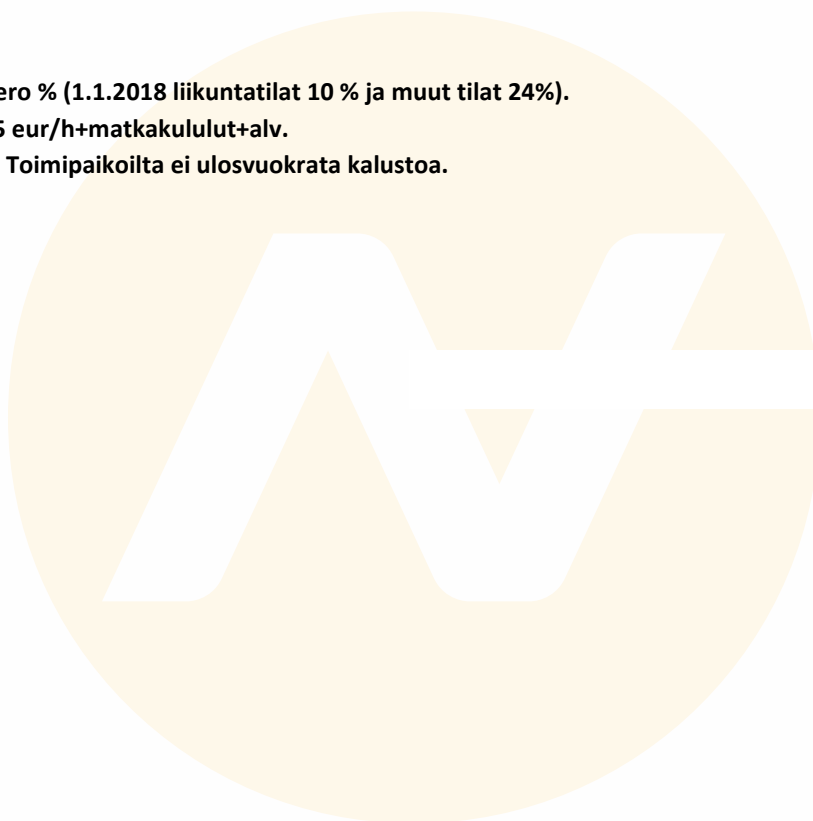 ero % (1.1.2018 liikuntatilat 10 % ja muut tilat 24%).
5 eur/h+matkakululut+alv.
Toimipaikoilta ei ulosvuokrata kalustoa.